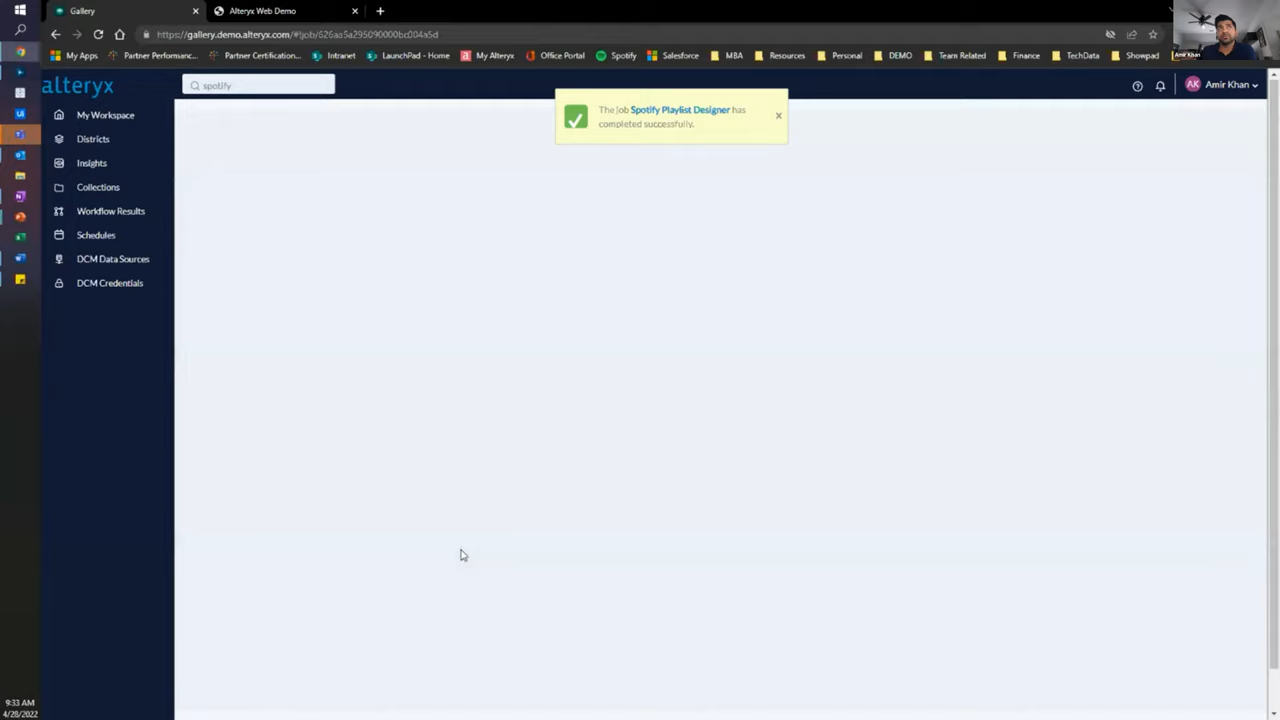 Gallery
Alteryx Web Demo
https://gallery.demo.alteryx.com/#!job/626aa5a295090000bc004a5d
My Apps
Partner Performanc...
Partner Certification...
Intranet
LaunchPad - Home
My Alteryx
Office Portal
Spotify
Salesforce
MBA
Resources
Personal
DEMO
Team Related
Finance
TechData
Showpad
Amir Khan
alteryx
spotify
AK
Amir Khan
My Workspace
Districts
Insights
Collections
Workflow Results
Schedules
DCM Data Sources
DCM Credentials
The job Spotify Playlist Designer has
completed successfully.
9:33 AM
4/28/2022